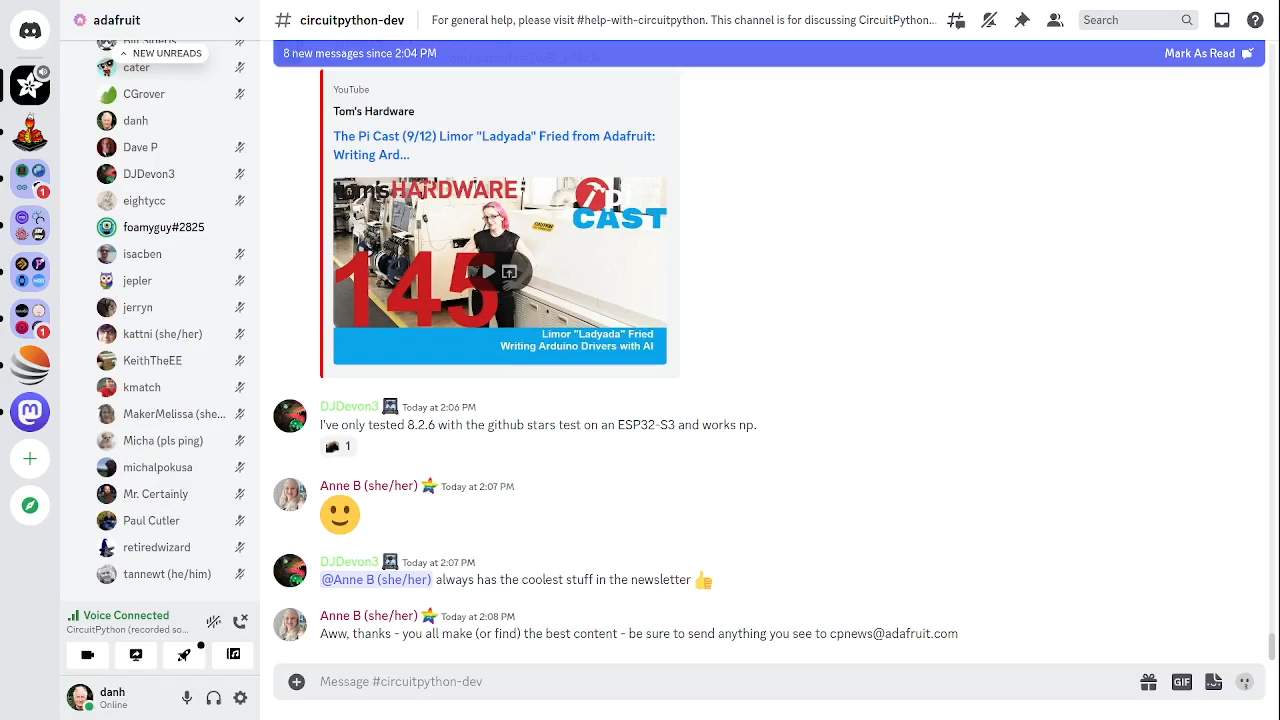 adafruit
circuitpython-dev
For general help, please visit #help-with-circuitpython. This channel is for discussing CircuitPython...
Search
NEW UNREADS
8 new messages since 2:04 PM
Mark As Read
cater
CGrover
danh
Dave P
DJDevon3
eightycc
foamyguy#2825
isacben
jepler
jerryn
kattni (she/her)
KeithTheEE
kmatch
MakerMelissa (she...
Micha (pls ping)
michalpokusa
Mr. Certainly
Paul Cutler
retiredwizard
tannewt (he/him)
Voice Connected
CircuitPython (recorded so...
danh
Online
YouTube
Tom's Hardware
The Pi Cast (9/12) Limor "Ladyada" Fried from Adafruit:
Writing Ard...
tom's HARDWARE
CAST
CAUTION
145
Limor "Ladyada" Fried
Writing Arduino Drivers with AI
DJDevon3 Today at 2:06 PM
I've only tested 8.2.6 with the github stars test on an ESP32-S3 and works np.
1
Anne B (she/her) Today at 2:07 PM
DJDevon3 Today at 2:07 PM
@Anne B (she/her) always has the coolest stuff in the newsletter
Anne B (she/her) Today at 2:08 PM
Aww, thanks - you all make (or find) the best content - be sure to send anything you see to cpnews@adafruit.com
Message #circuitpython-dev
GIF
1
1